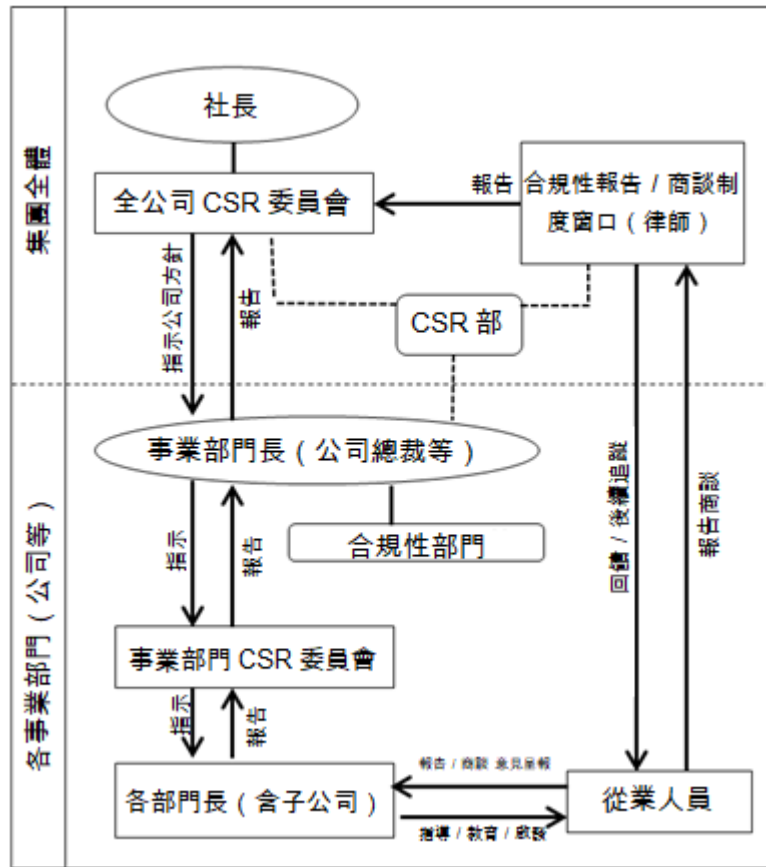 集團全體
社長
全公司 CSR 委員會
報告
合規性報告 / 商談制
度窗口 ( 律師 )
指示公司方針
報告
CSR 部
各事業部門 ( 公司等 )
事業部門長 ( 公司總裁等 )
合規性部門
指示
報告
回饋 / 後續追蹤
報告商談
事業部門 CSR 委員會
指示
報告
報告 / 商談 意見呈報
各部門長 ( 含子公司 )
從業人員
指導 / 教育 / 啟發